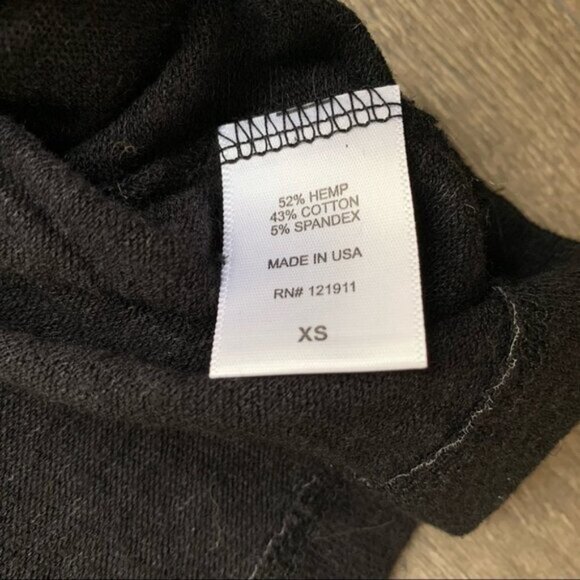 52% HEMP
43% COTTON
5% SPANDEX
MADE IN USA
RN# 121911
XS